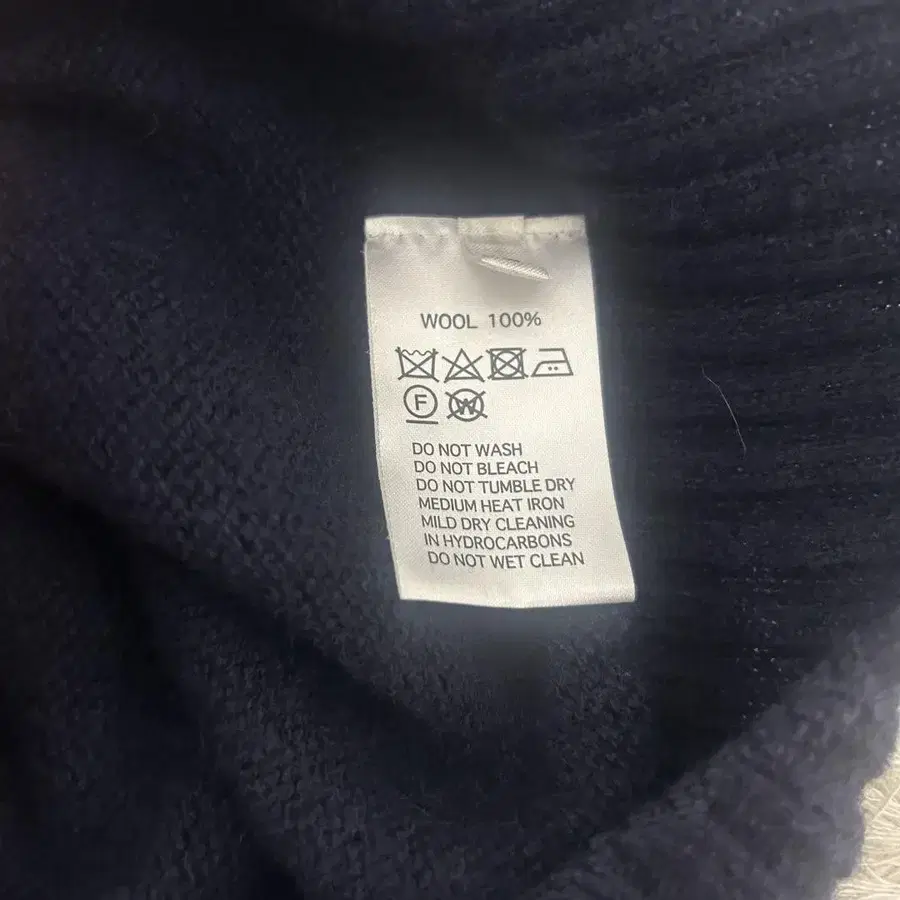 WOOL 100%
F W
DO NOT WASH
DO NOT BLEACH
DO NOT TUMBLE DRY
MEDIUM HEAT IRON
MILD DRY CLEANING
IN HYDROCARBONS
DO NOT WET CLEAN